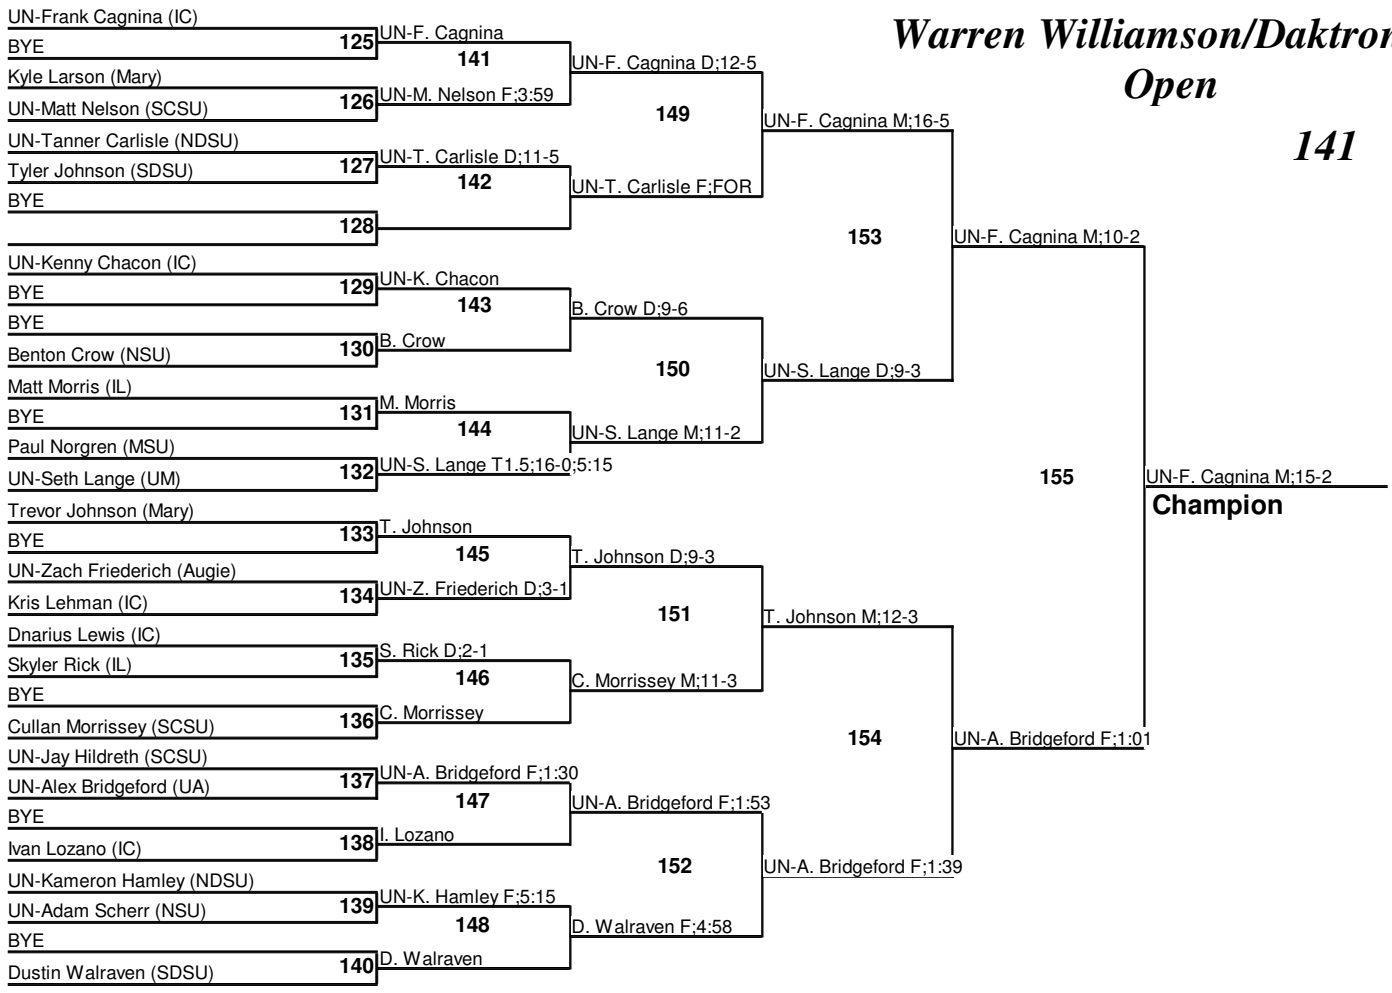 Warren Williamson/Daktron
Open
141
UN-Frank Cagnina (IC)
BYE
125
Kyle Larson (Mary)
UN-Matt Nelson (SCSU)
126
UN-Tanner Carlisle (NDSU)
Tyler Johnson (SDSU)
127
BYE
128
UN-Kenny Chacon (IC)
BYE
129
BYE
Benton Crow (NSU)
130
Matt Morris (IL)
BYE
131
Paul Norgren (MSU)
UN-Seth Lange (UM)
132
Trevor Johnson (Mary)
BYE
133
UN-Zach Friederich (Augie)
Kris Lehman (IC)
134
Dnarius Lewis (IC)
Skyler Rick (IL)
135
BYE
Cullan Morrissey (SCSU)
136
UN-Jay Hildreth (SCSU)
UN-Alex Bridgeford (UA)
137
BYE
Ivan Lozano (IC)
138
UN-Kameron Hamley (NDSU)
UN-Adam Scherr (NSU)
139
BYE
Dustin Walraven (SDSU)
140
UN-F. Cagnina
141
UN-M. Nelson F;3:59
UN-T. Carlisle D;11-5
142
UN-K. Chacon
143
B. Crow
M. Morris
144
UN-S. Lange T1.5;16-0;5:15
T. Johnson
145
UN-Z. Friederich D;3-1
S. Rick D;2-1
146
C. Morrissey
UN-A. Bridgeford F;1:30
147
I. Lozano
UN-K. Hamley F;5:15
148
D. Walraven
UN-F. Cagnina D;12-5
149
UN-T. Carlisle F;FOR
B. Crow D;9-6
150
UN-S. Lange M;11-2
T. Johnson D;9-3
151
C. Morrissey M;11-3
UN-A. Bridgeford F;1:53
152
D. Walraven F;4:58
UN-F. Cagnina M;16-5
153
UN-S. Lange D;9-3
T. Johnson M;12-3
154
UN-A. Bridgeford F;1:39
UN-F. Cagnina M;10-2
155
UN-A. Bridgeford F;1:01
UN-F. Cagnina M;15-2
Champion